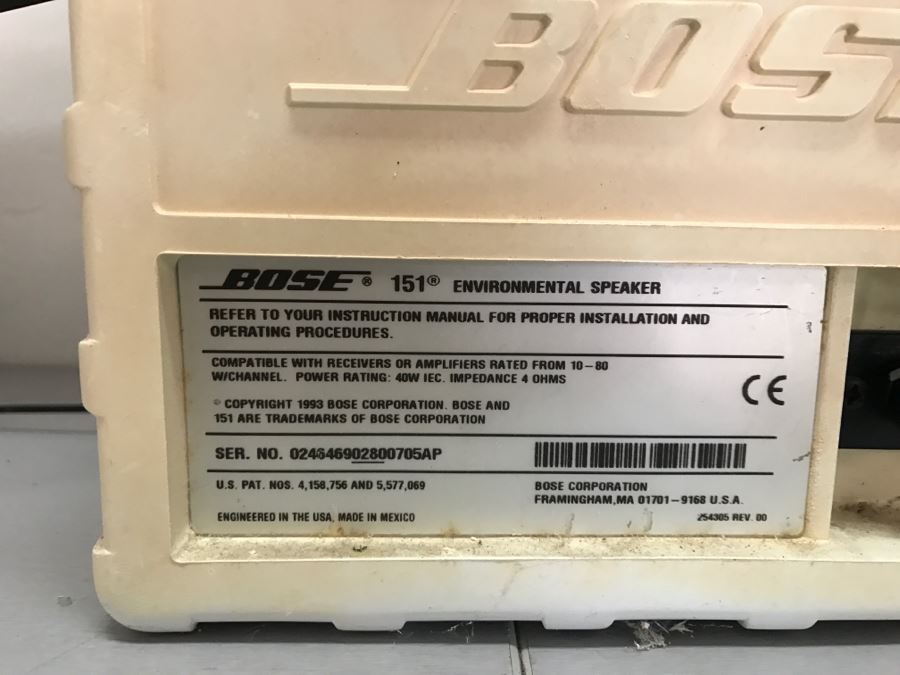 BOSE
BOSE® 151® ENVIRONMENTAL SPEAKER
REFER TO YOUR INSTRUCTION MANUAL FOR PROPER INSTALLATION AND
OPERATING PROCEDURES.
COMPATIBLE WITH RECEIVERS OR AMPLIFIERS RATED FROM 10-80
W/CHANNEL. POWER RATING: 40W IEC. IMPEDANCE 4 OHMS
CE
© COPYRIGHT 1993 BOSE CORPORATION. BOSE AND
151 ARE TRADEMARKS OF BOSE CORPORATION
SER. NO. 024646902800705AP
U.S. PAT. NOS. 4,158,756 AND 5,577,069
BOSE CORPORATION
FRAMINGHAM,MA 01701-9168 U.S.A.
ENGINEERED IN THE USA, MADE IN MEXICO
254305 REV. 00